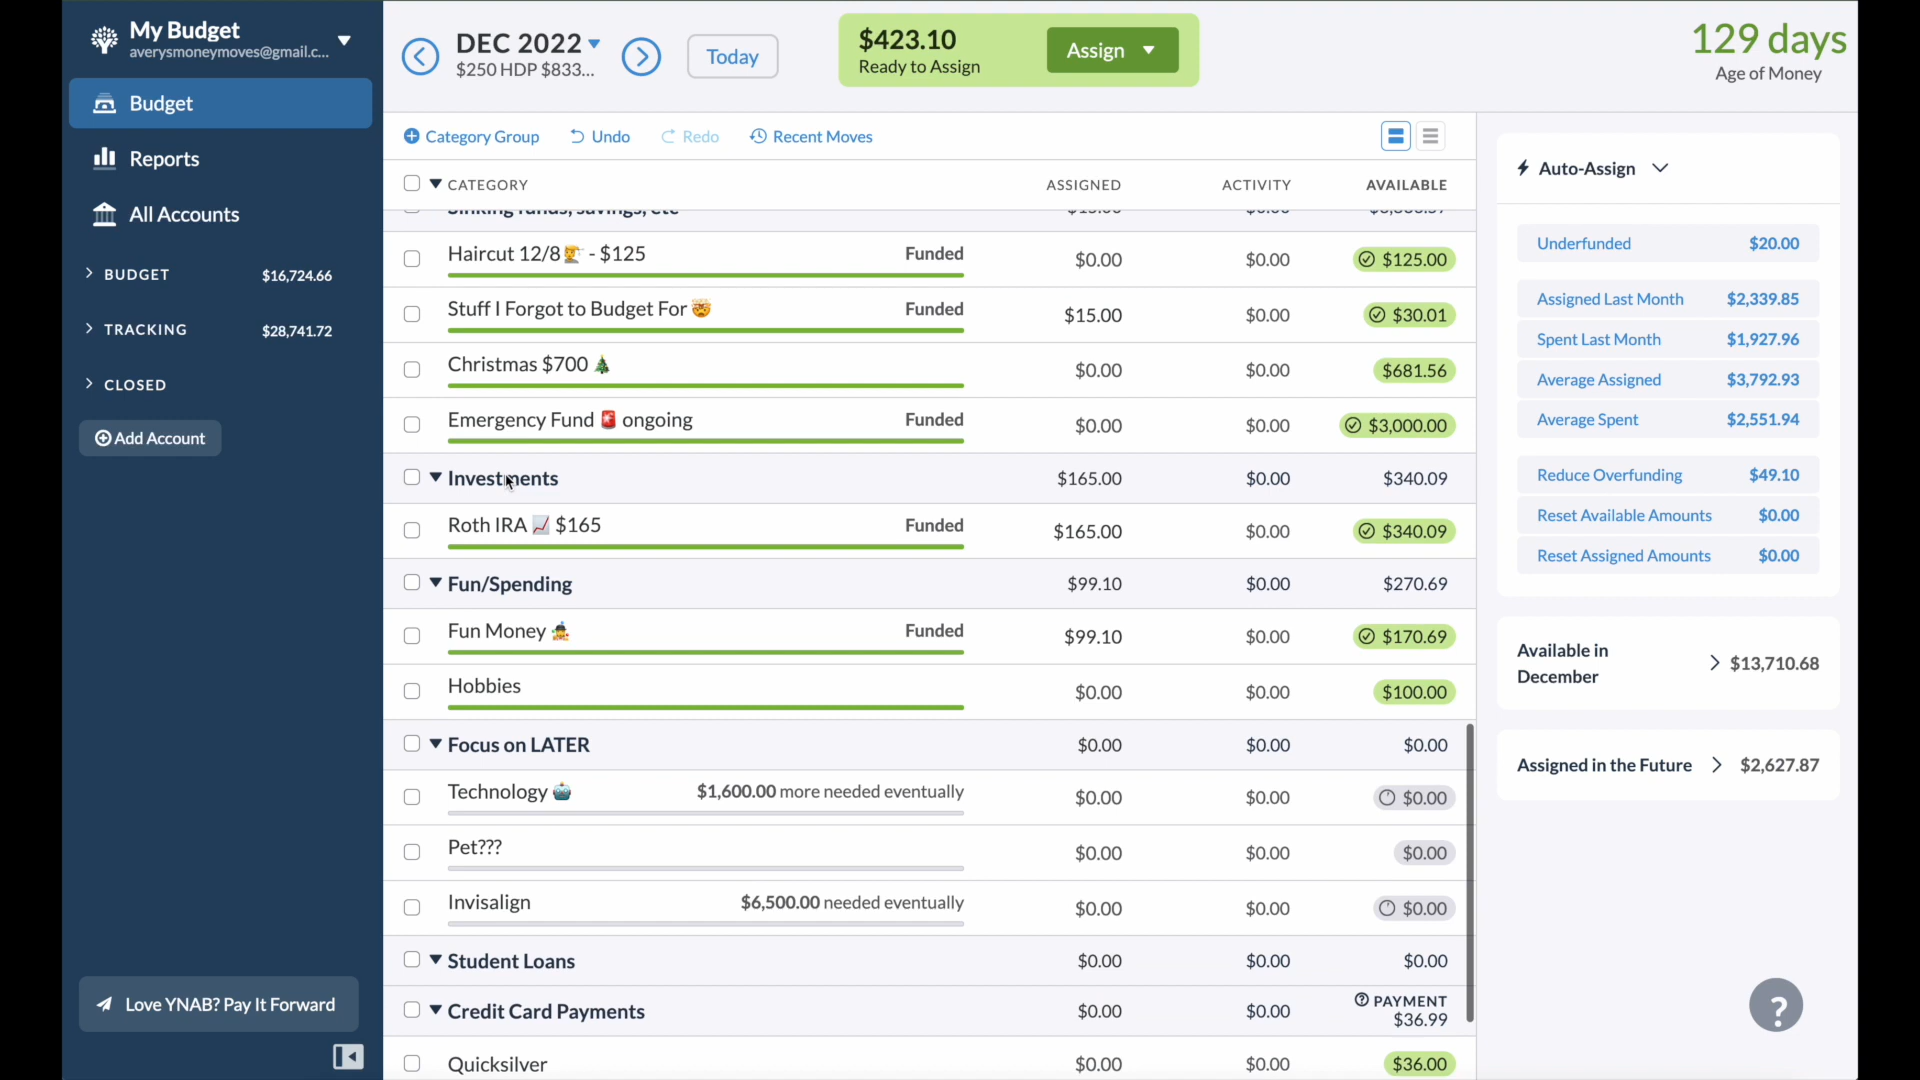 My Budget
averysmoneymoves@gmail.c...
Budget
Reports
All Accounts
BUDGET $16,724.66
TRACKING $28,741.72
CLOSED
Add Account
Love YNAB? Pay It Forward
DEC 2022
$250 HDP $833...
Today
$423.10
Ready to Assign
Assign
129 days
Age of Money
Category Group Undo Redo Recent Moves
CATEGORY ASSIGNED ACTIVITY AVAILABLE
Sinking funds, savings, etc $15.00 $0.00
Haircut 12/8💇 - $125 Funded $0.00 $0.00 $125.00
Stuff I Forgot to Budget For 🤯 Funded $15.00 $0.00 $30.01
Christmas $700 🎄 $0.00 $0.00 $681.56
Emergency Fund 🚨 ongoing Funded $0.00 $0.00 $3,000.00
Investments $165.00 $0.00 $340.09
Roth IRA 📈 $165 Funded $165.00 $0.00 $340.09
Fun/Spending $99.10 $0.00 $270.69
Fun Money 🤹 Funded $99.10 $0.00 $170.69
Hobbies $0.00 $0.00 $100.00
Focus on LATER $0.00 $0.00 $0.00
Technology 🤖 $1,600.00 more needed eventually $0.00 $0.00 $0.00
Pet??? $0.00 $0.00 $0.00
Invisalign $6,500.00 needed eventually $0.00 $0.00 $0.00
Student Loans $0.00 $0.00 $0.00
Credit Card Payments $0.00 $0.00 PAYMENT
$36.99
Quicksilver $0.00 $0.00 $36.00
Auto-Assign
Underfunded $20.00
Assigned Last Month $2,339.85
Spent Last Month $1,927.96
Average Assigned $3,792.93
Average Spent $2,551.94
Reduce Overfunding $49.10
Reset Available Amounts $0.00
Reset Assigned Amounts $0.00
Available in
December $13,710.68
Assigned in the Future $2,627.87
?